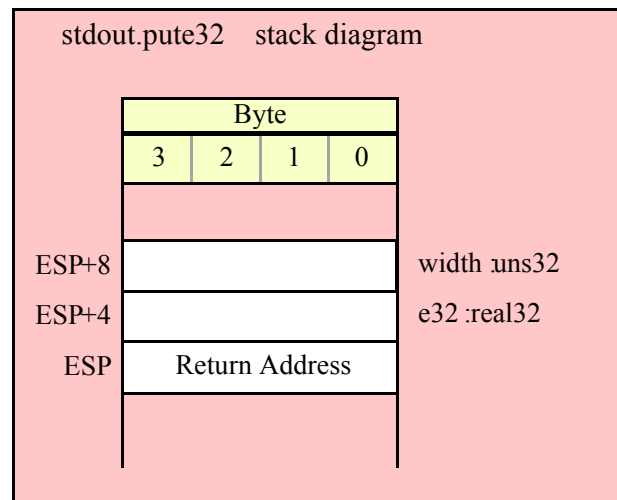 stdout.pute32 stack diagram
Byte
3 2 1 0
ESP+8 width :uns32
ESP+4 e32 :real32
ESP Return Address